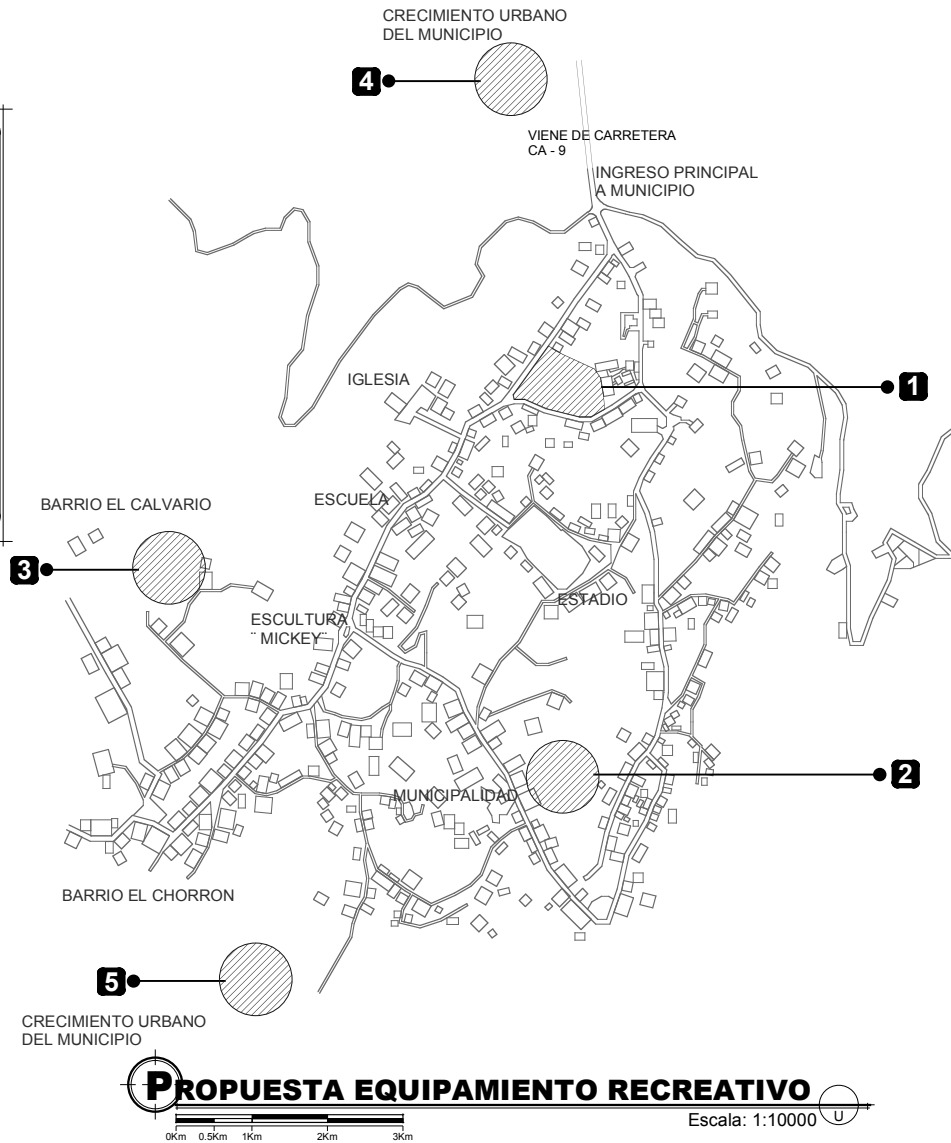 CRECIMIENTO URBANO
DEL MUNICIPIO
4
VIENE DE CARRETERA
CA - 9
INGRESO PRINCIPAL
A MUNICIPIO
IGLESIA
1
ESCUELA
BARRIO EL CALVARIO
3
ESTADIO
ESCULTURA
¨ MICKEY¨
2
MUNICIPALIDAD
BARRIO EL CHORRON
5
CRECIMIENTO URBANO
DEL MUNICIPIO
PROPUESTA EQUIPAMIENTO RECREATIVO
Escala: 1:10000
U
0Km 0.5Km 1Km 2Km 3Km